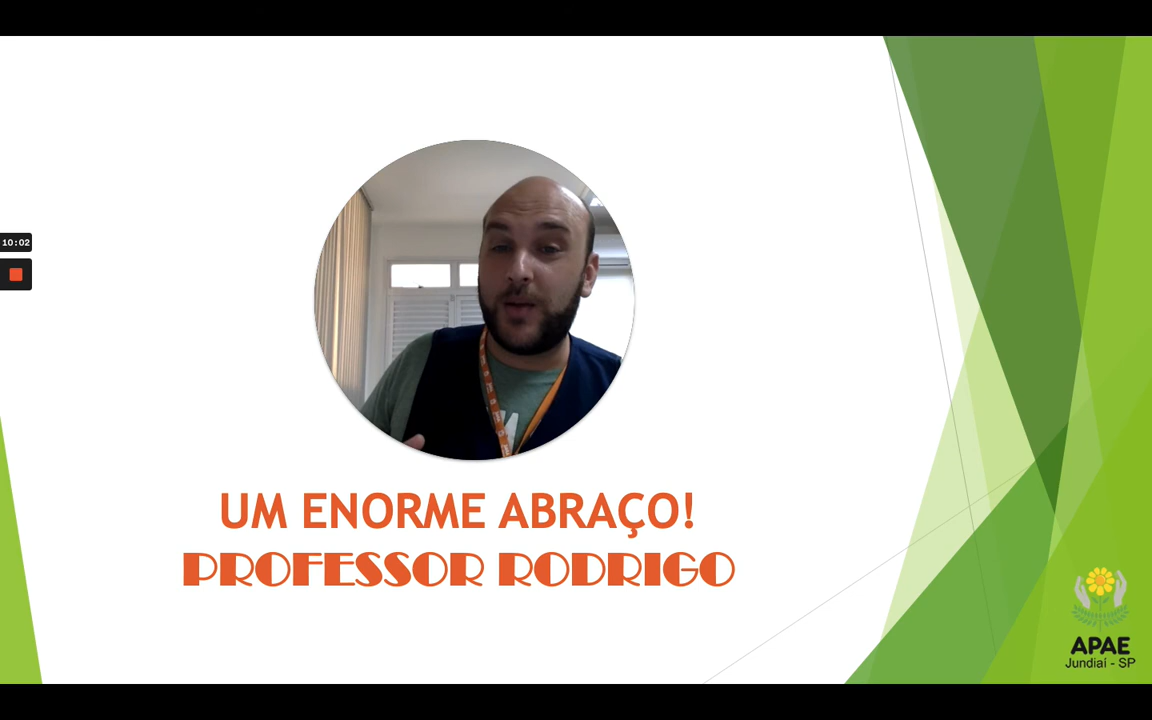 10:02
UM ENORME ABRAÇO!
PROFESSOR RODRIGO
APAE
Jundiaí - SP